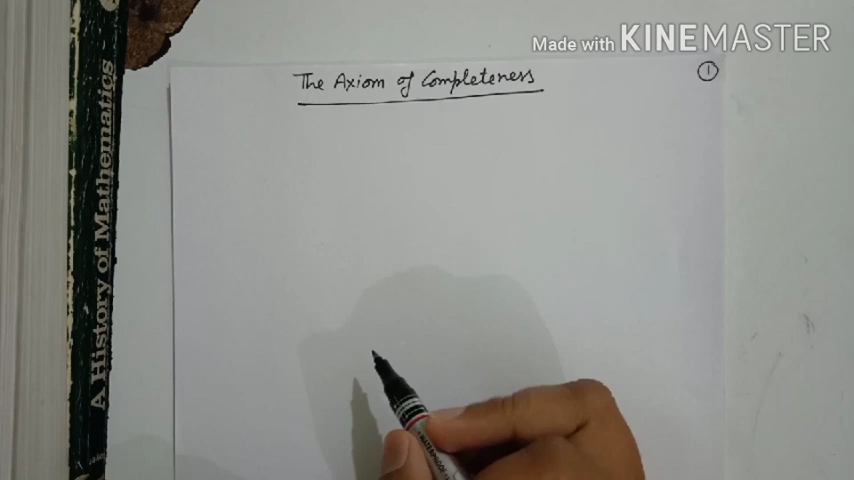 Made with KINEMASTER
The Axiom of Completeness
1
A History of Mathematics